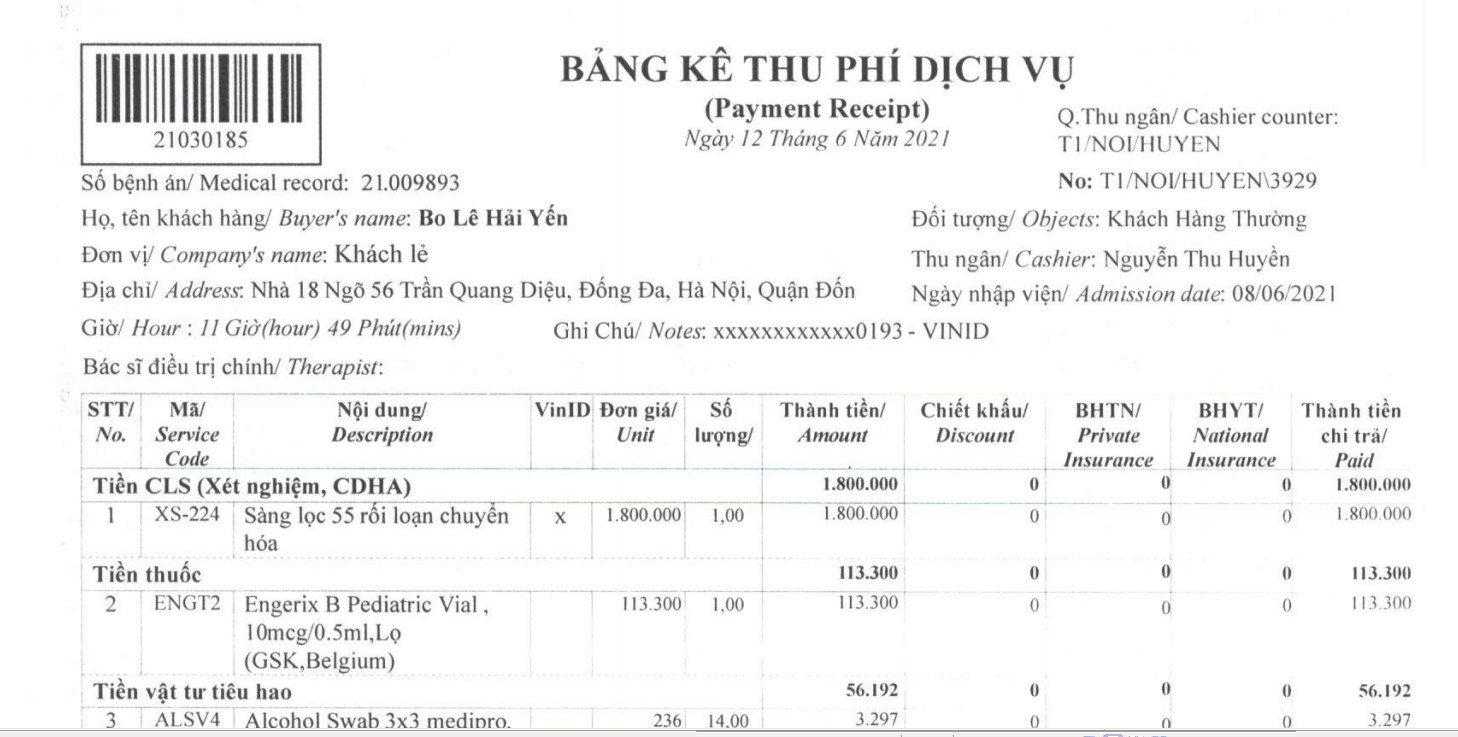 BẢNG KÊ THU PHÍ DỊCH VỤ
(Payment Receipt)
Ngày 12 Tháng 6 Năm 2021
Q.Thu ngân/ Cashier counter:
T1/NOI/HUYEN
No: T1/NOI/HUYEN\3929
21030185
Số bệnh án/ Medical record: 21.009893
Họ, tên khách hàng/ Buyer's name: Bo Lê Hải Yến
Đối tượng/ Objects: Khách Hàng Thường
Đơn vị/ Company's name: Khách lẻ
Thu ngân/ Cashier: Nguyễn Thu Huyền
Địa chỉ/ Address: Nhà 18 Ngõ 56 Trần Quang Diệu, Đống Đa, Hà Nội, Quận Đốn
Ngày nhập viện/ Admission date: 08/06/2021
Giờ/ Hour : 11 Giờ(hour) 49 Phút(mins)
Ghi Chú/ Notes: xxxxxxxxxxxx0193 - VINID
Bác sĩ điều trị chính/ Therapist:
STT/ Mã/ Nội dung/ VinID Đơn giá/ Số Thành tiền/ Chiết khấu/ BHTN/ BHYT/ Thành tiền
No. Service Description Unit lượng/ Amount Discount Private National chi trả/
Code Insurance Insurance Paid
Tiền CLS (Xét nghiệm, CDHA) 1.800.000 0 0 0 1.800.000
1 XS-224 Sàng lọc 55 rối loạn chuyển x 1.800.000 1,00 1.800.000 0 0 0 1.800.000
hóa
Tiền thuốc 113.300 0 0 0 113.300
2 ENGT2 Engerix B Pediatric Vial , 113.300 1,00 113.300 0 0 0 113.300
10mcg/0.5ml,Lọ
(GSK,Belgium)
Tiền vật tư tiêu hao 56.192 0 0 0 56.192
3 ALSV4 Alcohol Swab 3x3 medipro, 236 14,00 3.297 0 0 0 3.297